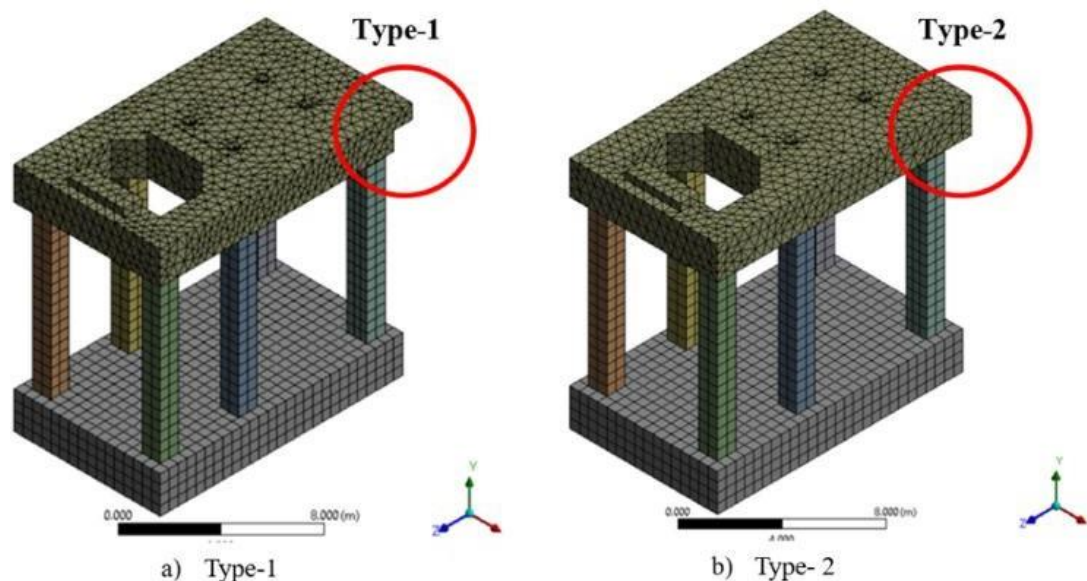 Type-1
Type-2
Y
Z
0.000
8.000 (m)
Y
Z
0.000
8.000 (m)
a) Type-1
b) Type- 2